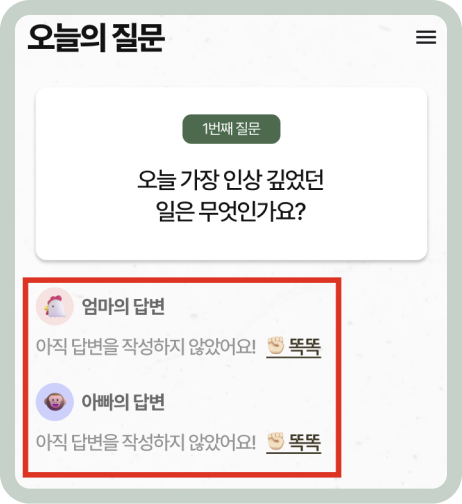 오늘의 질문
1번째 질문
오늘 가장 인상 깊었던
일은 무엇인가요?
엄마의 답변
아직 답변을 작성하지 않았어요! ✊🏻 똑똑
아빠의 답변
아직 답변을 작성하지 않았어요! ✊🏻 똑똑